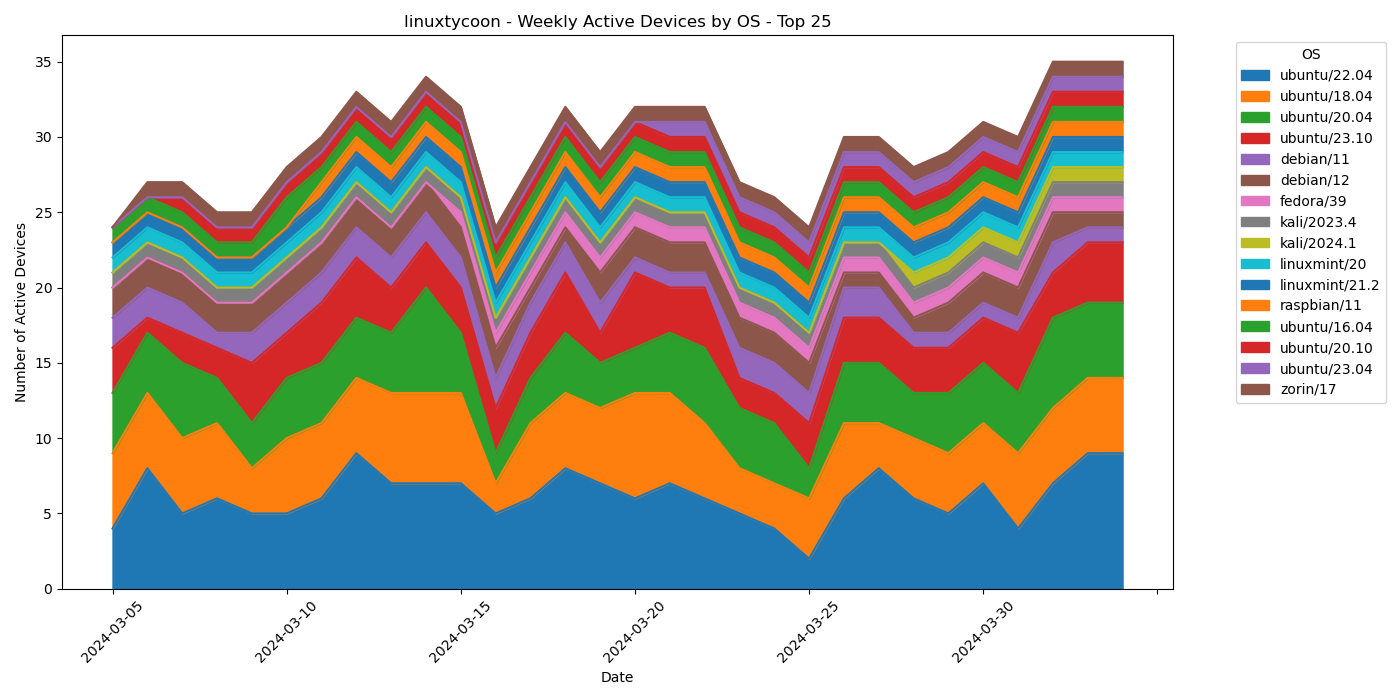 linuxtycoon - Weekly Active Devices by OS - Top 25
Number of Active Devices
35
30
25
20
15
10
5
0
2024-03-05
2024-03-10
2024-03-15
2024-03-20
2024-03-25
2024-03-30
Date
OS
ubuntu/22.04
ubuntu/18.04
ubuntu/20.04
ubuntu/23.10
debian/11
debian/12
fedora/39
kali/2023.4
kali/2024.1
linuxmint/20
linuxmint/21.2
raspbian/11
ubuntu/16.04
ubuntu/20.10
ubuntu/23.04
zorin/17